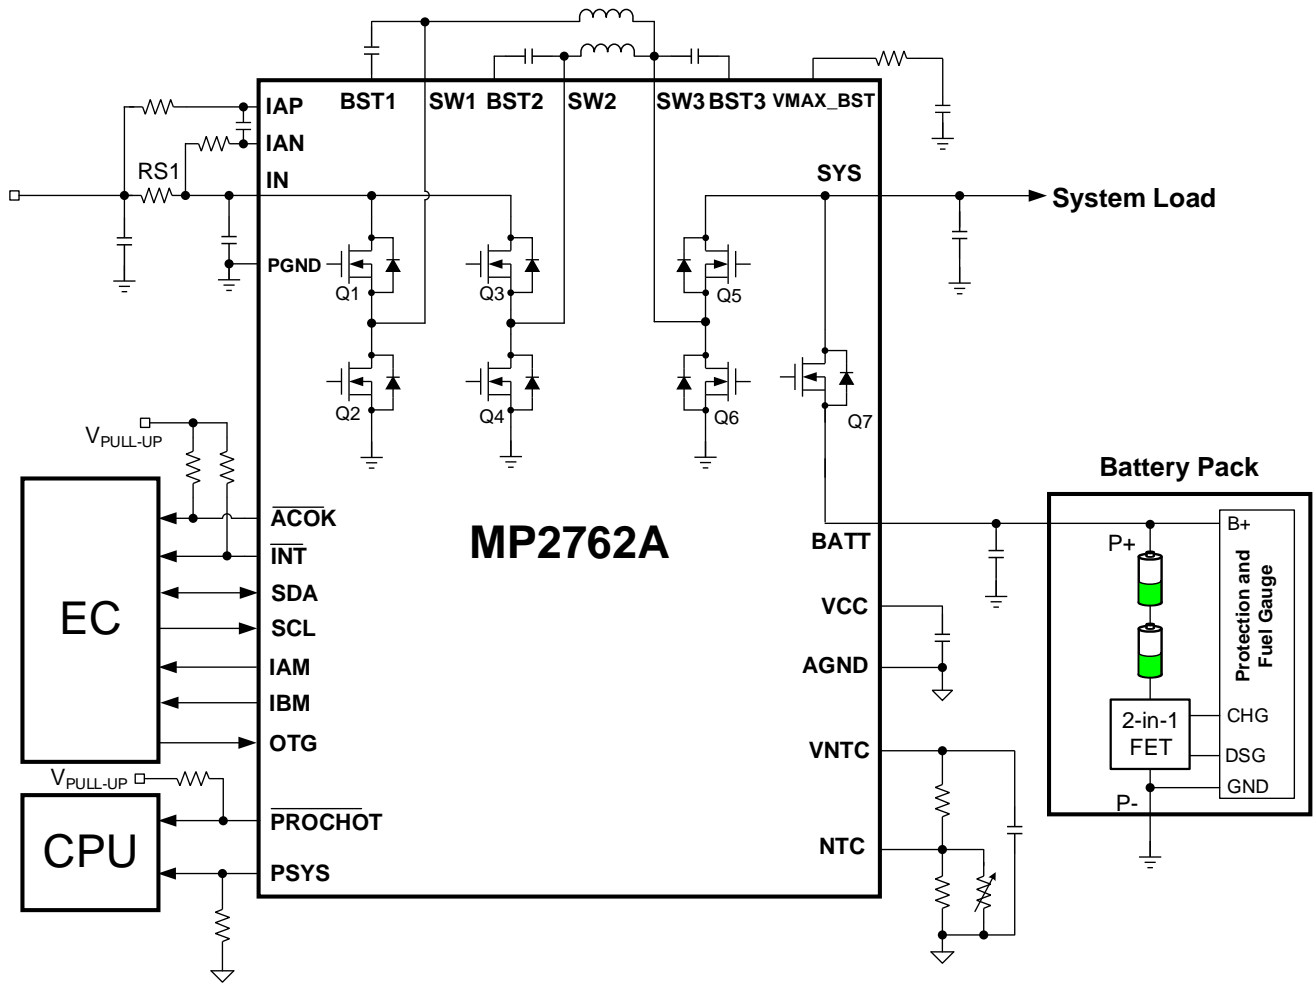 BST1 SW1 BST2 SW2 SW3 BST3 VMAX_BST
IAP
IAN
RS1
IN
SYS
System Load
PGND
Q1
Q3
Q5
Q2
Q4
Q6
Q7
VPULL-UP
Battery Pack
ACOK
MP2762A
BATT
B+
P+
INT
EC
SDA
VCC
Protection and
Fuel Gauge
SCL
IAM
AGND
IBM
2-in-1
FET
CHG
OTG
VNTC
DSG
VPULL-UP
GND
P-
PROCHOT
CPU
NTC
PSYS